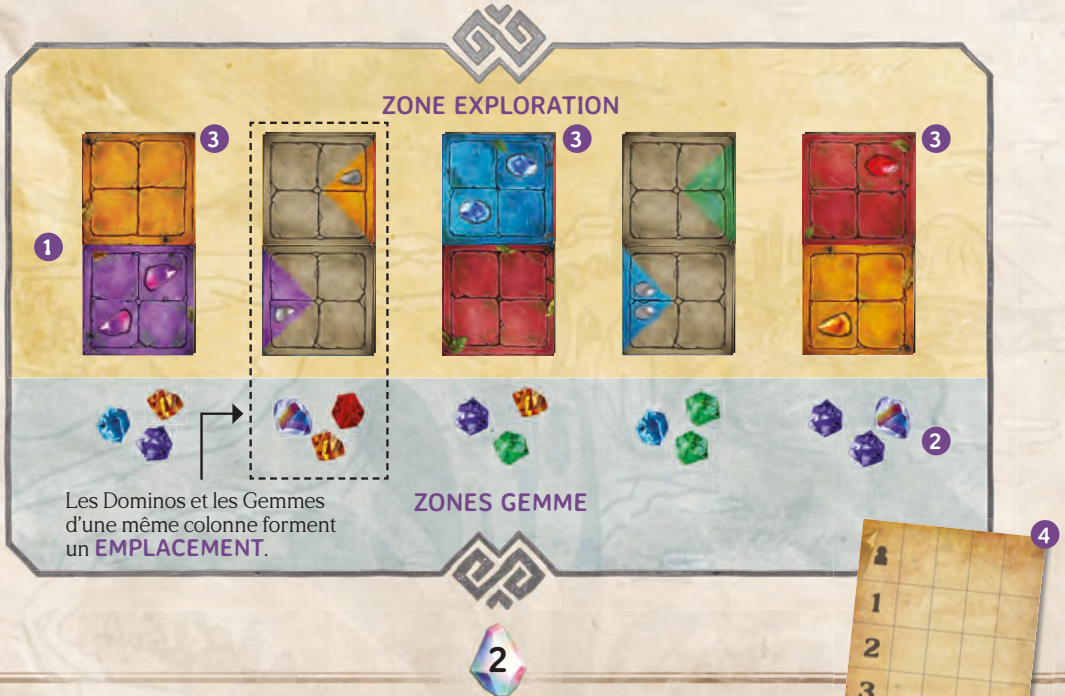 ZONE EXPLORATION
3
3
3
1
2
Les Dominos et les Gemmes
d'une même colonne forment
un EMPLACEMENT.
ZONES GEMME
4
1
2
3
2